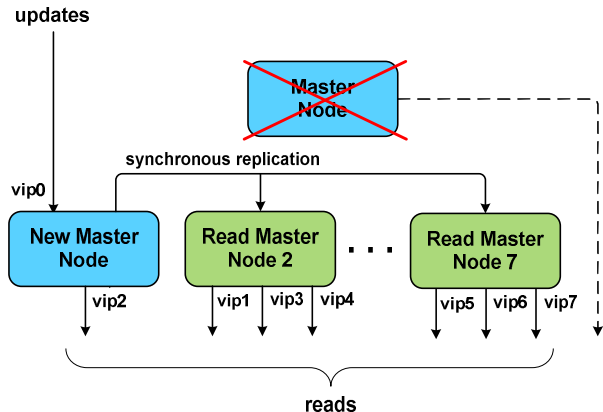 updates
Master
Node
synchronous replication
vip0
New Master
Node
Read Master
Node 2
. . .
Read Master
Node 7
vip2
vip1
vip3
vip4
vip5
vip6
vip7
reads